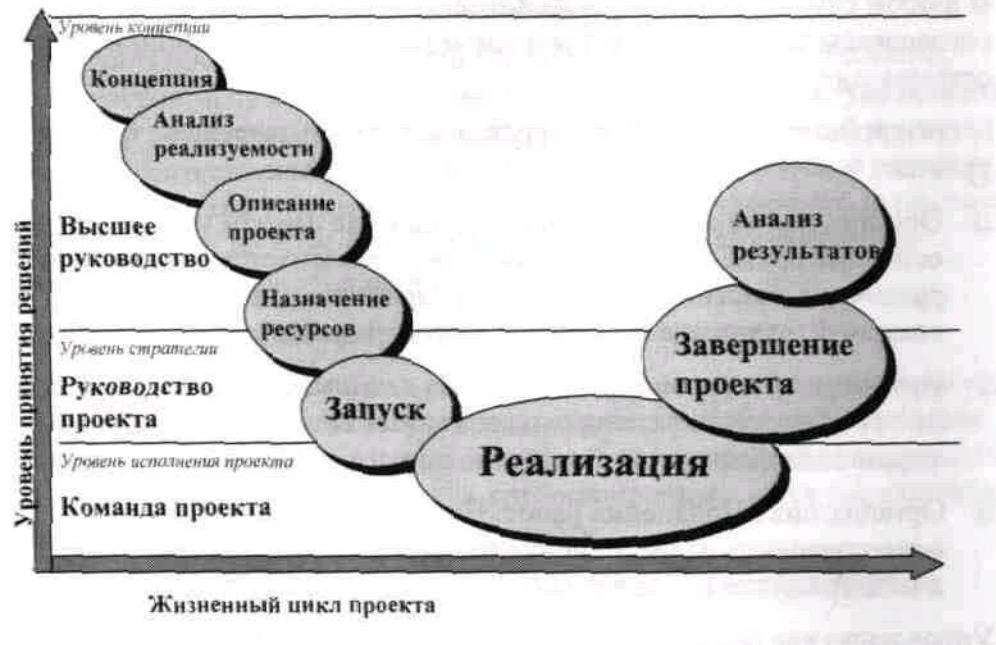 Уровень концепции
Концепция
Анализ
реализуемости
Описание
проекта
Высшее
руководство
Назначение
ресурсов
Анализ
результатов
Уровень принятия решений
Уровень стратегии
Руководство
проекта
Запуск
Завершение
проекта
Уровень исполнения проекта
Реализация
Команда проекта
Жизненный цикл проекта